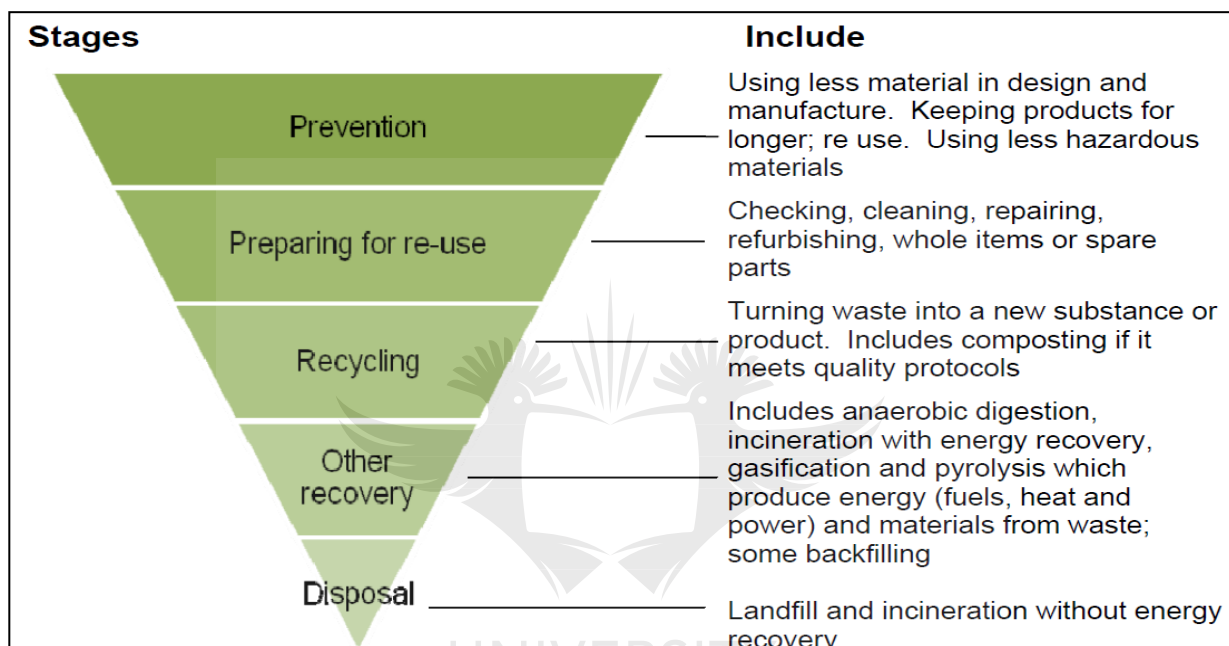 Stages
Include
Prevention
Using less material in design and
manufacture. Keeping products for
longer; re use. Using less hazardous
materials
Preparing for re-use
Checking, cleaning, repairing,
refurbishing, whole items or spare
parts
Recycling
Turning waste into a new substance or
product. Includes composting if it
meets quality protocols
Other
recovery
Includes anaerobic digestion,
incineration with energy recovery,
gasification and pyrolysis which
produce energy (fuels, heat and
power) and materials from waste;
some backfilling
Disposal
Landfill and incineration without energy
recovery